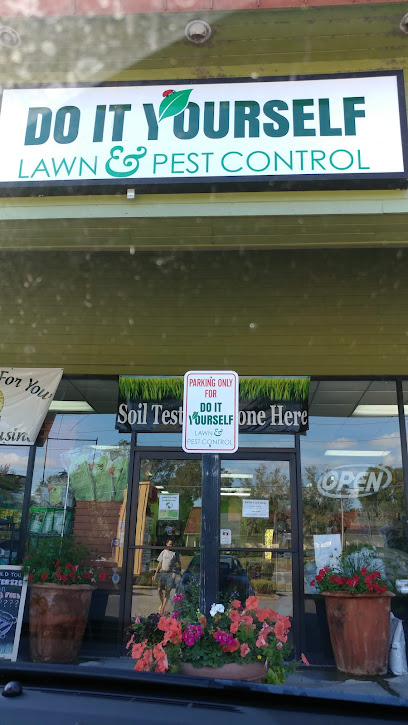 DO IT YOURSELF
LAWN & PEST CONTROL
For You
PARKING ONLY
FOR
DO IT
YOURSELF
LAWN &
PEST CONTROL
Soil Test one Here
OPEN